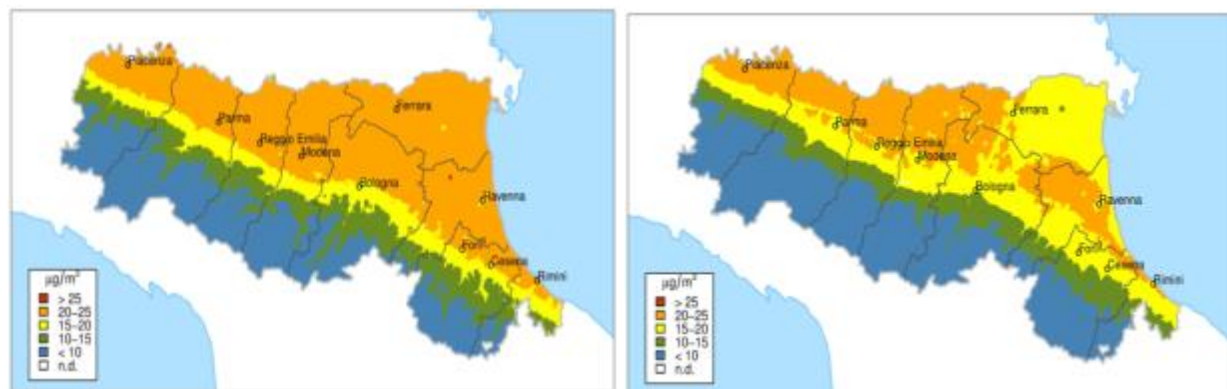 Piacenza
Parma
Reggio Emilia
Modena
Ferrara
Bologna
Ravenna
Forlì
Cesena
Rimini
µg/m³
> 25
20–25
15–20
10–15
< 10
n.d.
Piacenza
Parma
Reggio Emilia
Modena
Ferrara
Bologna
Ravenna
Forlì
Cesena
Rimini
µg/m³
> 25
20–25
15–20
10–15
< 10
n.d.